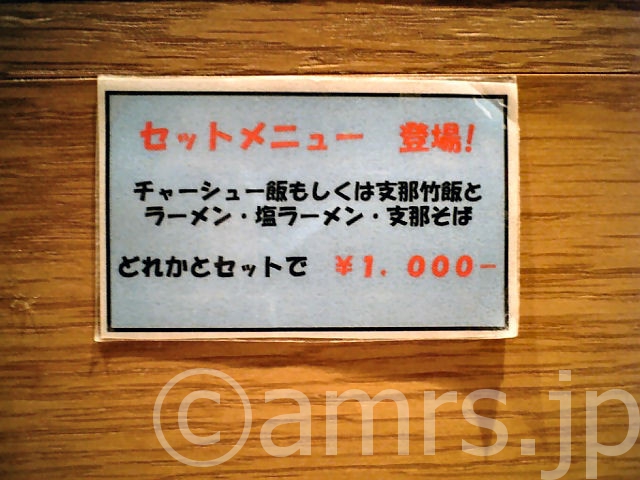 セットメニュー　登場!
チャーシュー飯もしくは支那竹飯と
ラーメン・塩ラーメン・支那そば
どれかとセットで　¥1．000－
©amrs.jp